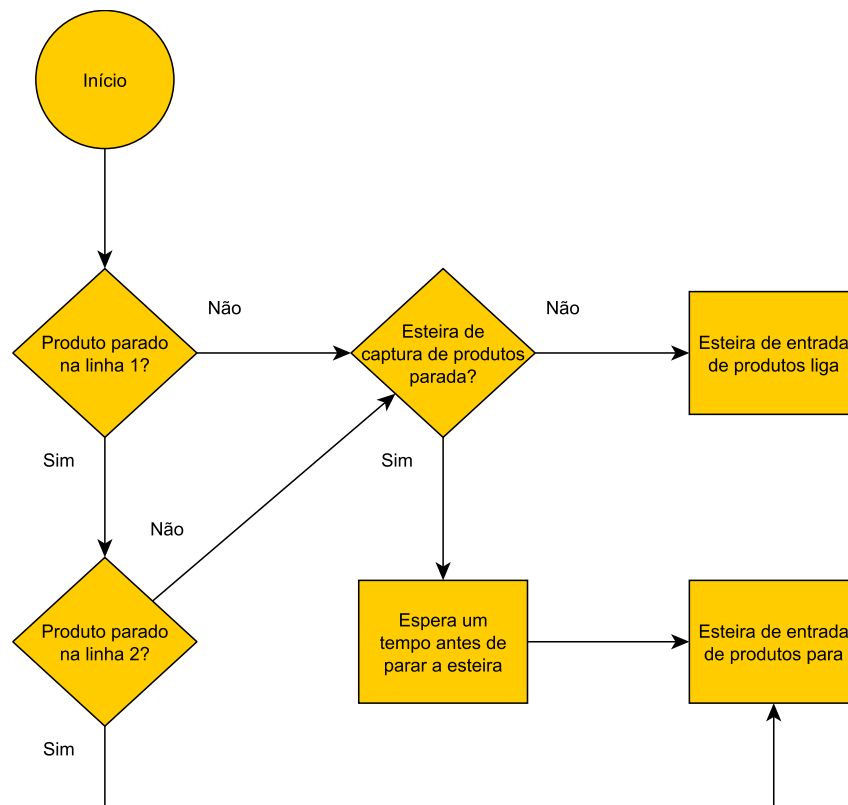 Início
Não
Não
Produto parado
na linha 1?
Esteira de
captura de produtos
parada?
Esteira de entrada
de produtos liga
Sim
Sim
Não
Produto parado
na linha 2?
Espera um
tempo antes de
parar a esteira
Esteira de entrada
de produtos para
Sim